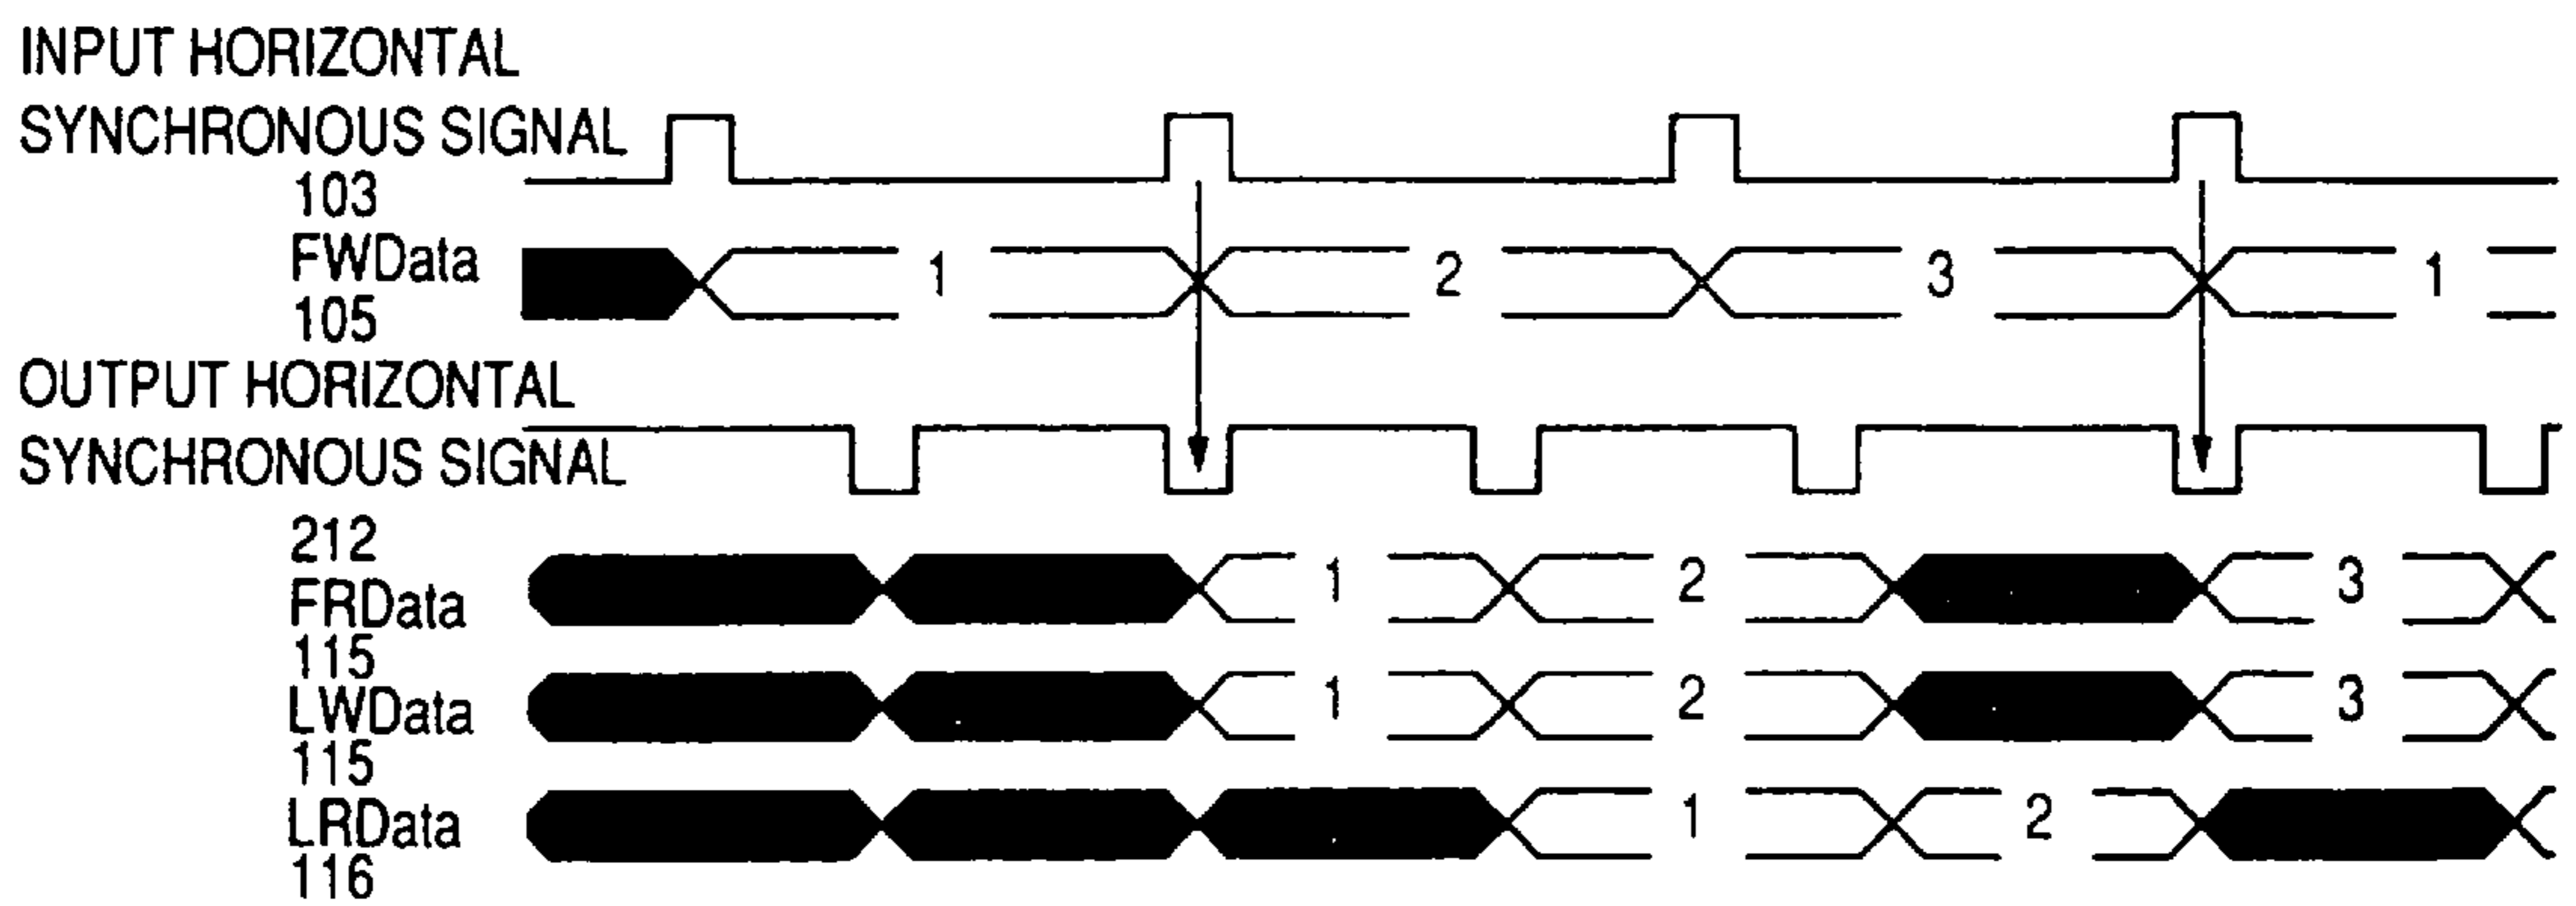 INPUT HORIZONTAL
SYNCHRONOUS SIGNAL
103
FWData 1 2 3 1
105
OUTPUT HORIZONTAL
SYNCHRONOUS SIGNAL
212
FRData 1 2 3
115
LWData 1 2 3
115
LRData 1 2
116